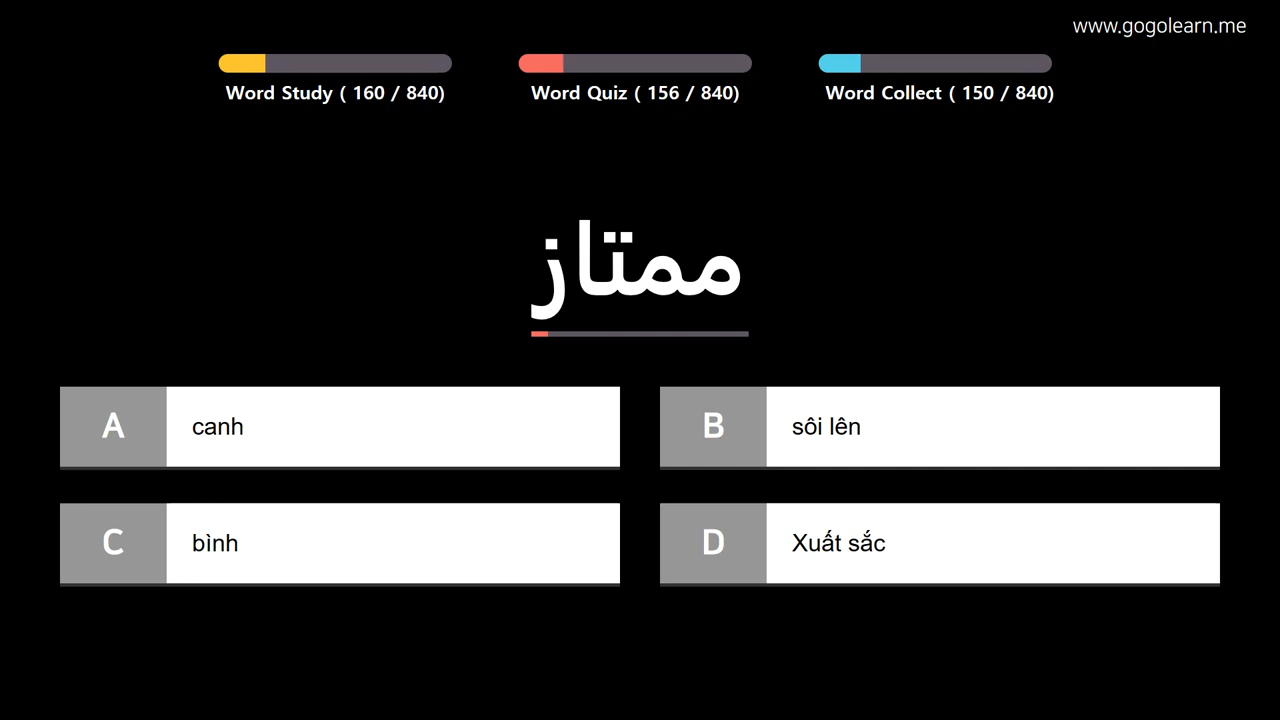 www.gogolearn.me
Word Study ( 160 / 840)
Word Quiz ( 156 / 840)
Word Collect ( 150 / 840)
ممتاز
A canh
B sôi lên
C bình
D Xuất sắc